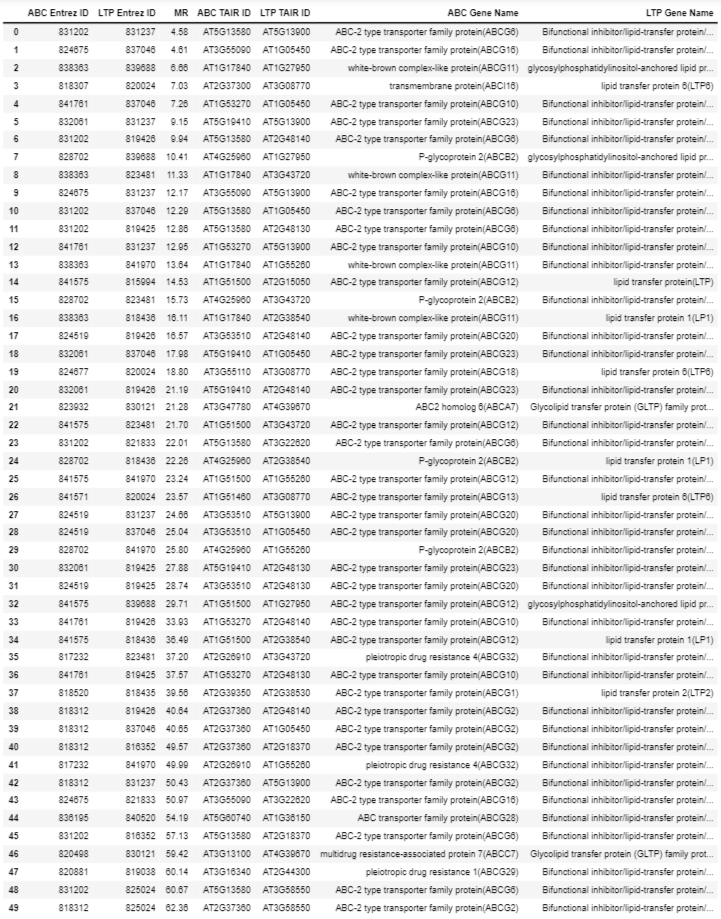 ABC Entrez ID LTP Entrez ID MR ABC TAIR ID LTP TAIR ID ABC Gene Name LTP Gene Name
0 831202 831237 4.58 AT5G13580 AT5G13900 ABC-2 type transporter family protein(ABCG6) Bifunctional inhibitor/lipid-transfer protein/...
1 824675 837046 4.61 AT3G55090 AT1G05450 ABC-2 type transporter family protein(ABCG16) Bifunctional inhibitor/lipid-transfer protein/...
2 838363 839688 6.66 AT1G17840 AT1G27950 white-brown complex-like protein(ABCG11) glycosylphosphatidylinositol-anchored lipid pr...
3 818307 820024 7.03 AT2G37300 AT3G08770 transmembrane protein(ABCI16) lipid transfer protein 6(LTP6)
4 841761 837046 7.26 AT1G53270 AT1G05450 ABC-2 type transporter family protein(ABCG10) Bifunctional inhibitor/lipid-transfer protein/...
5 832061 831237 9.15 AT5G19410 AT5G13900 ABC-2 type transporter family protein(ABCG23) Bifunctional inhibitor/lipid-transfer protein/...
6 831202 819426 9.94 AT5G13580 AT2G48140 ABC-2 type transporter family protein(ABCG6) Bifunctional inhibitor/lipid-transfer protein/...
7 828702 839688 10.41 AT4G25960 AT1G27950 P-glycoprotein 2(ABCB2) glycosylphosphatidylinositol-anchored lipid pr...
8 838363 823481 11.33 AT1G17840 AT3G43720 white-brown complex-like protein(ABCG11) Bifunctional inhibitor/lipid-transfer protein/...
9 824675 831237 12.17 AT3G55090 AT5G13900 ABC-2 type transporter family protein(ABCG16) Bifunctional inhibitor/lipid-transfer protein/...
10 831202 837046 12.29 AT5G13580 AT1G05450 ABC-2 type transporter family protein(ABCG6) Bifunctional inhibitor/lipid-transfer protein/...
11 831202 819425 12.86 AT5G13580 AT2G48130 ABC-2 type transporter family protein(ABCG6) Bifunctional inhibitor/lipid-transfer protein/...
12 841761 831237 12.95 AT1G53270 AT5G13900 ABC-2 type transporter family protein(ABCG10) Bifunctional inhibitor/lipid-transfer protein/...
13 838363 841970 13.64 AT1G17840 AT1G55260 white-brown complex-like protein(ABCG11) Bifunctional inhibitor/lipid-transfer protein/...
14 841575 815994 14.53 AT1G51500 AT2G15050 ABC-2 type transporter family protein(ABCG12) lipid transfer protein(LTP)
15 828702 823481 15.73 AT4G25960 AT3G43720 P-glycoprotein 2(ABCB2) Bifunctional inhibitor/lipid-transfer protein/...
16 838363 818436 16.11 AT1G17840 AT2G38540 white-brown complex-like protein(ABCG11) lipid transfer protein 1(LP1)
17 824519 819426 16.57 AT3G53510 AT2G48140 ABC-2 type transporter family protein(ABCG20) Bifunctional inhibitor/lipid-transfer protein/...
18 832061 837046 17.98 AT5G19410 AT1G05450 ABC-2 type transporter family protein(ABCG23) Bifunctional inhibitor/lipid-transfer protein/...
19 824677 820024 18.80 AT3G55110 AT3G08770 ABC-2 type transporter family protein(ABCG18) lipid transfer protein 6(LTP6)
20 832061 819426 21.19 AT5G19410 AT2G48140 ABC-2 type transporter family protein(ABCG23) Bifunctional inhibitor/lipid-transfer protein/...
21 823932 830121 21.28 AT3G47780 AT4G39670 ABC2 homolog 6(ABCA7) Glycolipid transfer protein (GLTP) family prot...
22 841575 823481 21.70 AT1G51500 AT3G43720 ABC-2 type transporter family protein(ABCG12) Bifunctional inhibitor/lipid-transfer protein/...
23 831202 821833 22.01 AT5G13580 AT3G22620 ABC-2 type transporter family protein(ABCG6) Bifunctional inhibitor/lipid-transfer protein/...
24 828702 818436 22.26 AT4G25960 AT2G38540 P-glycoprotein 2(ABCB2) lipid transfer protein 1(LP1)
25 841575 841970 23.24 AT1G51500 AT1G55260 ABC-2 type transporter family protein(ABCG12) Bifunctional inhibitor/lipid-transfer protein/...
26 841571 820024 23.57 AT1G51460 AT3G08770 ABC-2 type transporter family protein(ABCG13) lipid transfer protein 6(LTP6)
27 824519 831237 24.66 AT3G53510 AT5G13900 ABC-2 type transporter family protein(ABCG20) Bifunctional inhibitor/lipid-transfer protein/...
28 824519 837046 25.04 AT3G53510 AT1G05450 ABC-2 type transporter family protein(ABCG20) Bifunctional inhibitor/lipid-transfer protein/...
29 828702 841970 25.80 AT4G25960 AT1G55260 P-glycoprotein 2(ABCB2) Bifunctional inhibitor/lipid-transfer protein/...
30 832061 819425 27.88 AT5G19410 AT2G48130 ABC-2 type transporter family protein(ABCG23) Bifunctional inhibitor/lipid-transfer protein/...
31 824519 819425 28.74 AT3G53510 AT2G48130 ABC-2 type transporter family protein(ABCG20) Bifunctional inhibitor/lipid-transfer protein/...
32 841575 839688 29.71 AT1G51500 AT1G27950 ABC-2 type transporter family protein(ABCG12) glycosylphosphatidylinositol-anchored lipid pr...
33 841761 819426 33.93 AT1G53270 AT2G48140 ABC-2 type transporter family protein(ABCG10) Bifunctional inhibitor/lipid-transfer protein/...
34 841575 818436 36.49 AT1G51500 AT2G38540 ABC-2 type transporter family protein(ABCG12) lipid transfer protein 1(LP1)
35 817232 823481 37.20 AT2G26910 AT3G43720 pleiotropic drug resistance 4(ABCG32) Bifunctional inhibitor/lipid-transfer protein/...
36 841761 819425 37.57 AT1G53270 AT2G48130 ABC-2 type transporter family protein(ABCG10) Bifunctional inhibitor/lipid-transfer protein/...
37 818520 818435 39.56 AT2G39350 AT2G38530 ABC-2 type transporter family protein(ABCG1) lipid transfer protein 2(LTP2)
38 818312 819426 40.64 AT2G37360 AT2G48140 ABC-2 type transporter family protein(ABCG2) Bifunctional inhibitor/lipid-transfer protein/...
39 818312 837046 40.65 AT2G37360 AT1G05450 ABC-2 type transporter family protein(ABCG2) Bifunctional inhibitor/lipid-transfer protein/...
40 818312 816352 49.57 AT2G37360 AT2G18370 ABC-2 type transporter family protein(ABCG2) Bifunctional inhibitor/lipid-transfer protein/...
41 817232 841970 49.99 AT2G26910 AT1G55260 pleiotropic drug resistance 4(ABCG32) Bifunctional inhibitor/lipid-transfer protein/...
42 818312 831237 50.43 AT2G37360 AT5G13900 ABC-2 type transporter family protein(ABCG2) Bifunctional inhibitor/lipid-transfer protein/...
43 824675 821833 50.97 AT3G55090 AT3G22620 ABC-2 type transporter family protein(ABCG16) Bifunctional inhibitor/lipid-transfer protein/...
44 836195 840520 54.19 AT5G60740 AT1G36150 ABC transporter family protein(ABCG28) Bifunctional inhibitor/lipid-transfer protein/...
45 831202 816352 57.13 AT5G13580 AT2G18370 ABC-2 type transporter family protein(ABCG6) Bifunctional inhibitor/lipid-transfer protein/...
46 820498 830121 59.42 AT3G13100 AT4G39670 multidrug resistance-associated protein 7(ABCC7) Glycolipid transfer protein (GLTP) family prot...
47 820881 819038 60.14 AT3G16340 AT2G44300 pleiotropic drug resistance 1(ABCG29) Bifunctional inhibitor/lipid-transfer protein/...
48 831202 825024 60.67 AT5G13580 AT3G58550 ABC-2 type transporter family protein(ABCG6) Bifunctional inhibitor/lipid-transfer protein/...
49 818312 825024 62.36 AT2G37360 AT3G58550 ABC-2 type transporter family protein(ABCG2) Bifunctional inhibitor/lipid-transfer protein/...